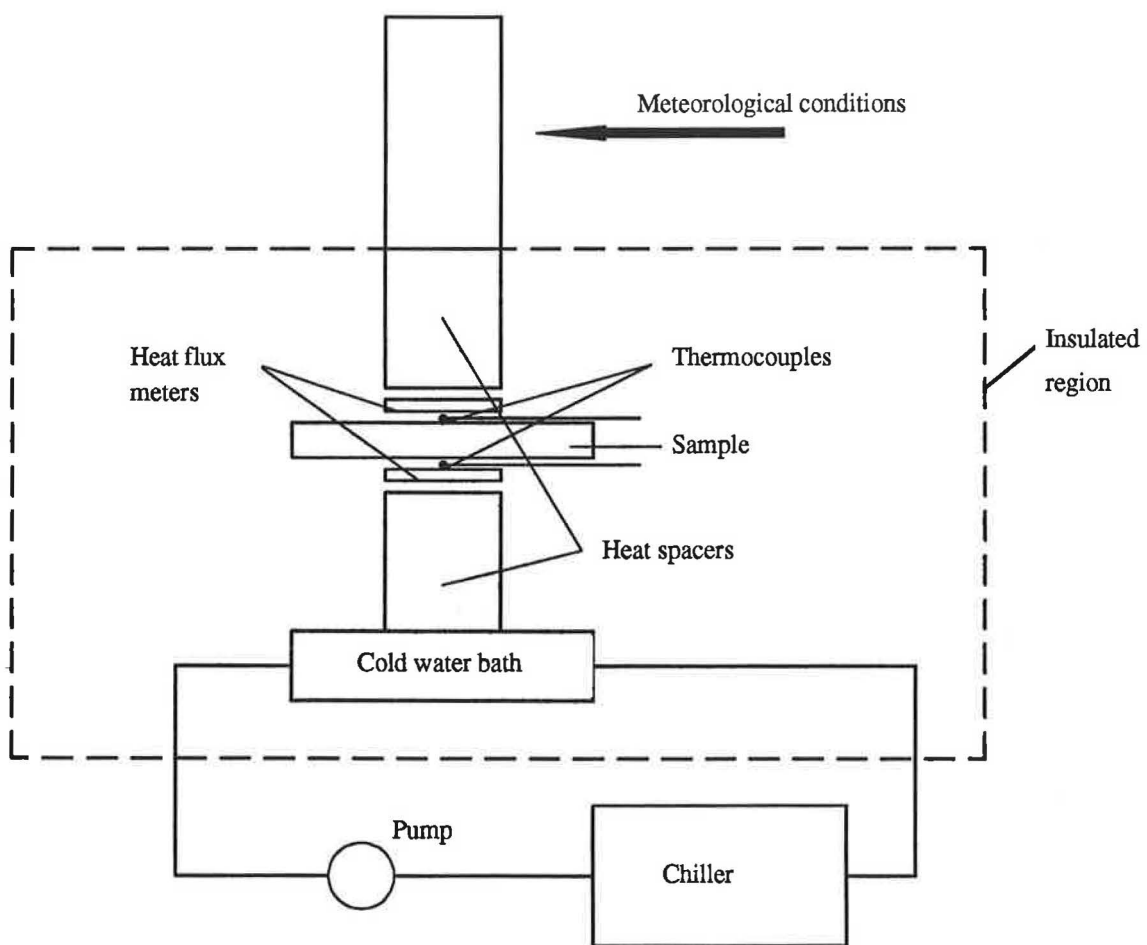 Meteorological conditions
Heat flux
meters
Thermocouples
Insulated
region
Sample
Heat spacers
Cold water bath
Pump
Chiller